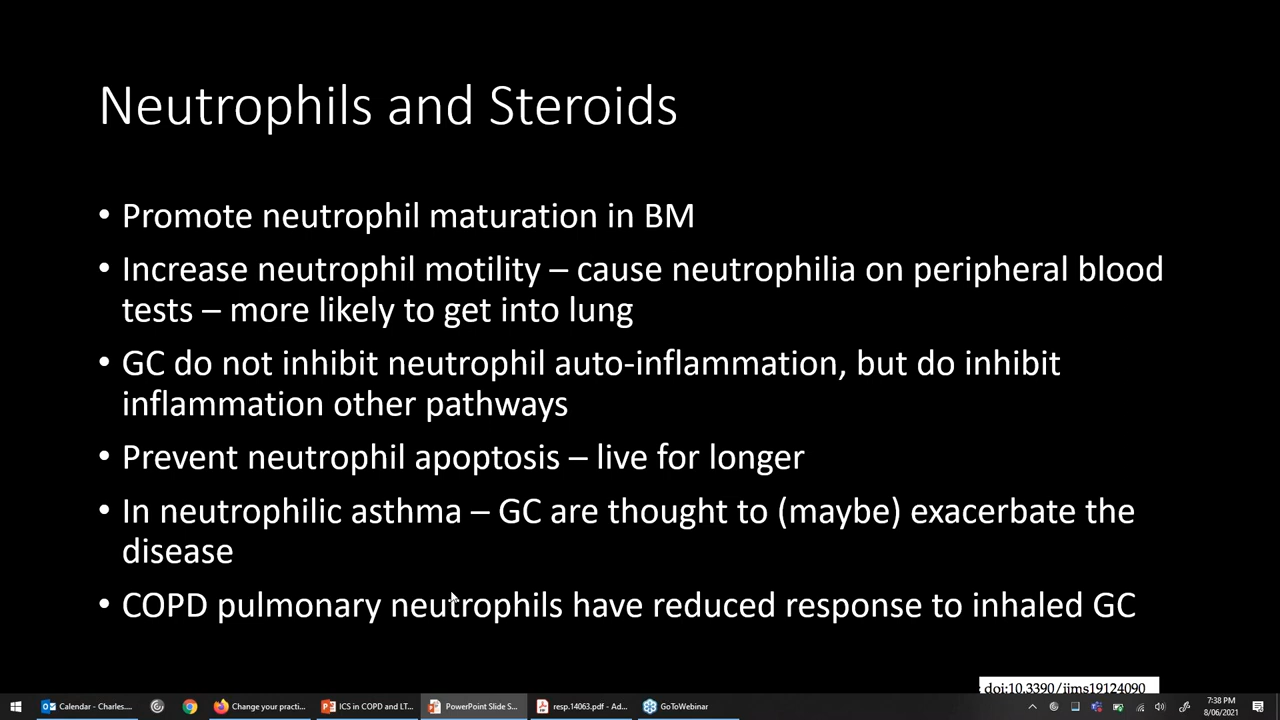 Neutrophils and Steroids
• Promote neutrophil maturation in BM
• Increase neutrophil motility – cause neutrophilia on peripheral blood
tests – more likely to get into lung
• GC do not inhibit neutrophil auto-inflammation, but do inhibit
inflammation other pathways
• Prevent neutrophil apoptosis – live for longer
• In neutrophilic asthma – GC are thought to (maybe) exacerbate the
disease
• COPD pulmonary neutrophils have reduced response to inhaled GC
doi:10.3390/ijms19124090
Calendar - Charles.... Change your practi... ICS in COPD and LT... PowerPoint Slide S... resp.14063.pdf - Ad... GoToWebinar 7:38 PM
8/06/2021